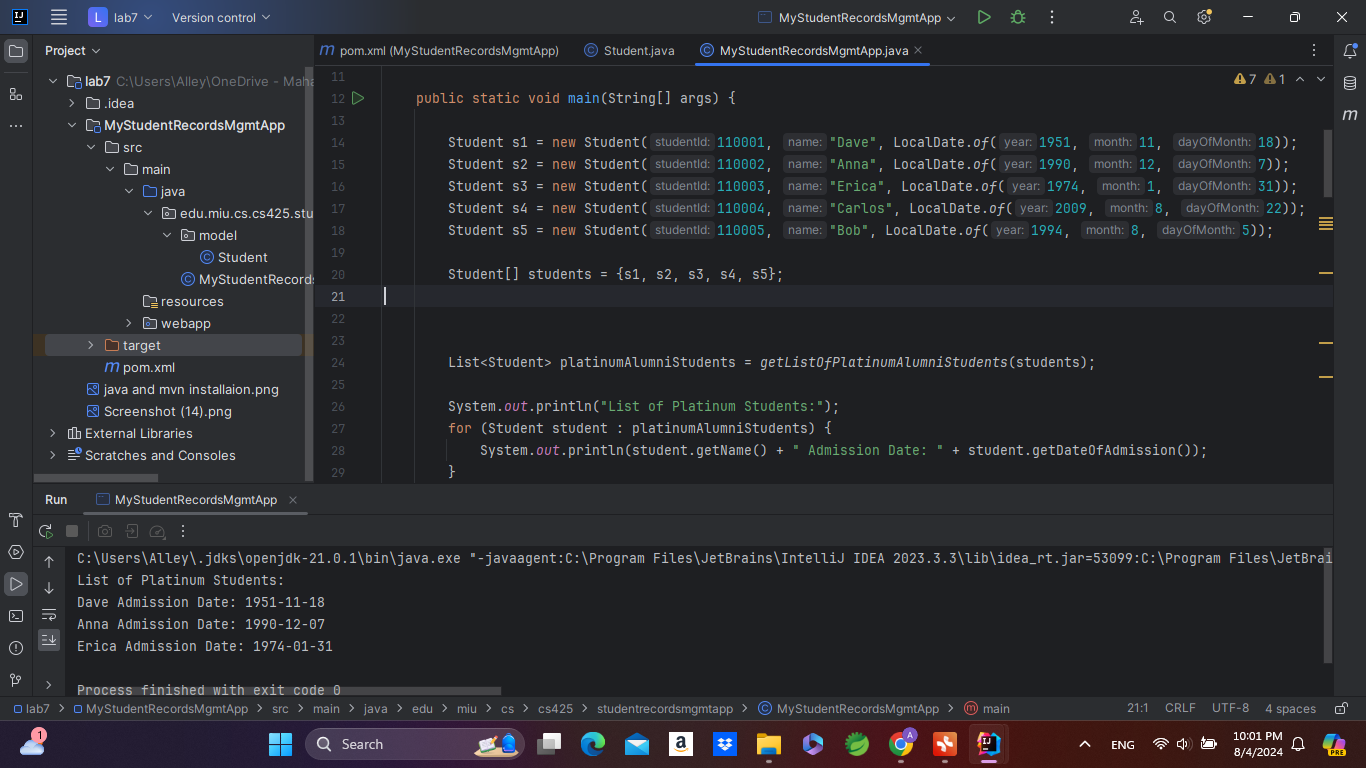 lab7 Version control MyStudentRecordsMgmtApp
Project
pom.xml (MyStudentRecordsMgmtApp) Student.java MyStudentRecordsMgmtApp.java
lab7 C:\Users\Alley\OneDrive - Maha
.idea
MyStudentRecordsMgmtApp
src
main
java
edu.miu.cs.cs425.stu
model
Student
MyStudentRecords
resources
webapp
target
pom.xml
java and mvn installaion.png
Screenshot (14).png
External Libraries
Scratches and Consoles
7 1
11
12 public static void main(String[] args) {
13
14 Student s1 = new Student( studentId: 110001, name: "Dave", LocalDate.of( year: 1951, month: 11, dayOfMonth: 18));
15 Student s2 = new Student( studentId: 110002, name: "Anna", LocalDate.of( year: 1990, month: 12, dayOfMonth: 7));
16 Student s3 = new Student( studentId: 110003, name: "Erica", LocalDate.of( year: 1974, month: 1, dayOfMonth: 31));
17 Student s4 = new Student( studentId: 110004, name: "Carlos", LocalDate.of( year: 2009, month: 8, dayOfMonth: 22));
18 Student s5 = new Student( studentId: 110005, name: "Bob", LocalDate.of( year: 1994, month: 8, dayOfMonth: 5));
19
20 Student[] students = {s1, s2, s3, s4, s5};
21
22
23
24 List<Student> platinumAlumniStudents = getListOfPlatinumAlumniStudents(students);
25
26 System.out.println("List of Platinum Students:");
27 for (Student student : platinumAlumniStudents) {
28 System.out.println(student.getName() + " Admission Date: " + student.getDateOfAdmission());
29 }
Run MyStudentRecordsMgmtApp
C:\Users\Alley\.jdks\openjdk-21.0.1\bin\java.exe "-javaagent:C:\Program Files\JetBrains\IntelliJ IDEA 2023.3.3\lib\idea_rt.jar=53099:C:\Program Files\JetBrai
List of Platinum Students:
Dave Admission Date: 1951-11-18
Anna Admission Date: 1990-12-07
Erica Admission Date: 1974-01-31
Process finished with exit code 0
lab7 > MyStudentRecordsMgmtApp > src > main > java > edu > miu > cs > cs425 > studentrecordsmgmtapp > MyStudentRecordsMgmtApp > main 21:1 CRLF UTF-8 4 spaces
1 Search ENG 10:01 PM
8/4/2024